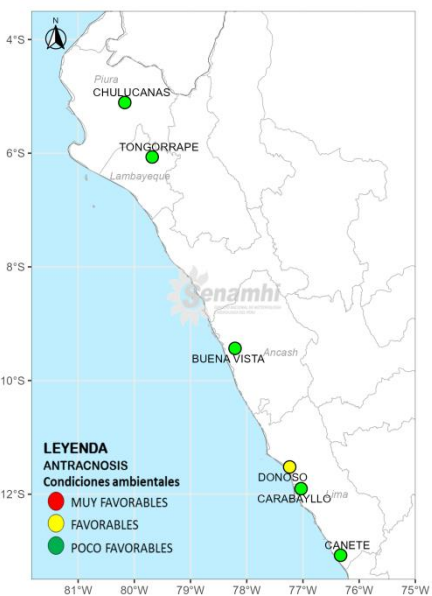 N
4°S
Piura
CHULUCANAS
6°S
TONGORRAPE
Lambayeque
8°S
Senamhi
BUENA VISTA
Ancash
10°S
LEYENDA
ANTRACNOSIS
Condiciones ambientales
MUY FAVORABLES
FAVORABLES
POCO FAVORABLES
DONOSO
12°S
CARABAYLLO
Lima
CANETE
81°W 80°W 79°W 78°W 77°W 76°W 75°W